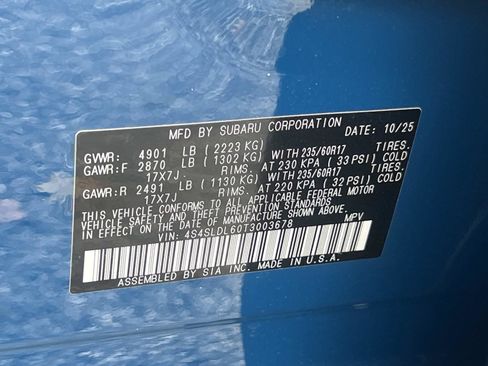 MFD BY SUBARU CORPORATION DATE: 10/25
GVWR: 4901 LB (2223 KG)
GAWR:F 2870 LB (1302 KG) WITH 235/60R17 TIRES.
17X7J. RIMS. AT 230 KPA (33 PSI) COLD
GAWR:R 2491 LB (1130 KG) WITH 235/60R17 TIRES.
17X7J RIMS. AT 220 KPA (32 PSI) COLD
THIS VEHICLE CONFORMS TO ALL APPLICABLE FEDERAL MOTOR
VEHICLE SAFETY AND THEFT PREVENTION STANDARDS
IN EFFECT ON THE DATE OF MANUFACTURE SHOWN ABOVE.
VIN: 4S4SLDL60T3003678 MPV
ASSEMBLED BY SIA INC. MADE IN U.S.A.